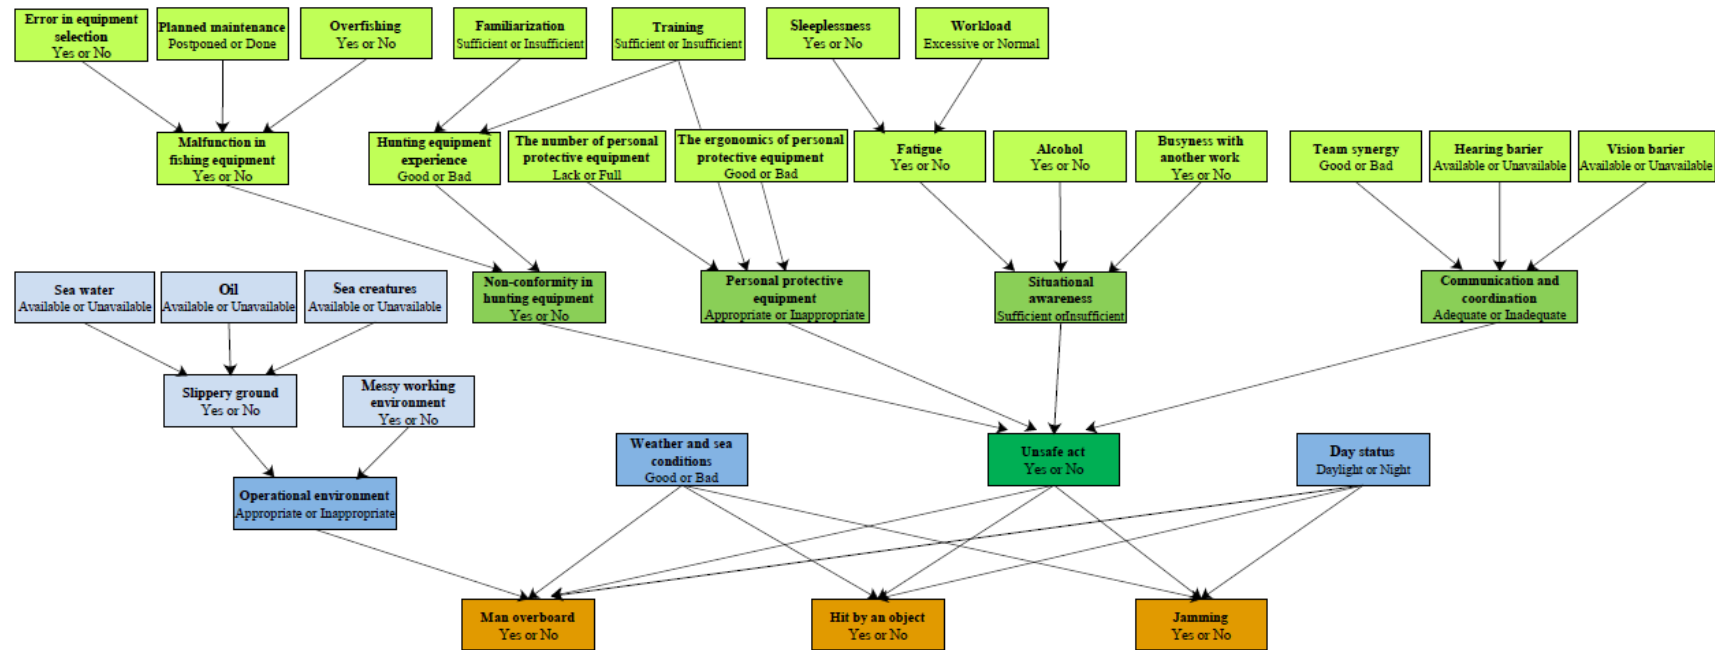 Error in equipment
selection
Yes or No
Planned maintenance
Postponed or Done
Overfishing
Yes or No
Familiarization
Sufficient or Insufficient
Training
Sufficient or Insufficient
Sleeplessness
Yes or No
Workload
Excessive or Normal
Malfunction in
fishing equipment
Yes or No
Hunting equipment
experience
Good or Bad
The number of personal
protective equipment
Lack or Full
The ergonomics of personal
protective equipment
Good or Bad
Fatigue
Yes or No
Alcohol
Yes or No
Busyness with
another work
Yes or No
Team synergy
Good or Bad
Hearing barier
Available or Unavailable
Vision barier
Available or Unavailable
Sea water
Available or Unavailable
Oil
Available or Unavailable
Sea creatures
Available or Unavailable
Non-conformity in
hunting equipment
Yes or No
Personal protective
equipment
Appropriate or Inappropriate
Situational
awareness
Sufficient orInsufficient
Communication and
coordination
Adequate or Inadequate
Slippery ground
Yes or No
Messy working
environment
Yes or No
Operational environment
Appropriate or Inappropriate
Weather and sea
conditions
Good or Bad
Unsafe act
Yes or No
Day status
Daylight or Night
Man overboard
Yes or No
Hit by an object
Yes or No
Jamming
Yes or No